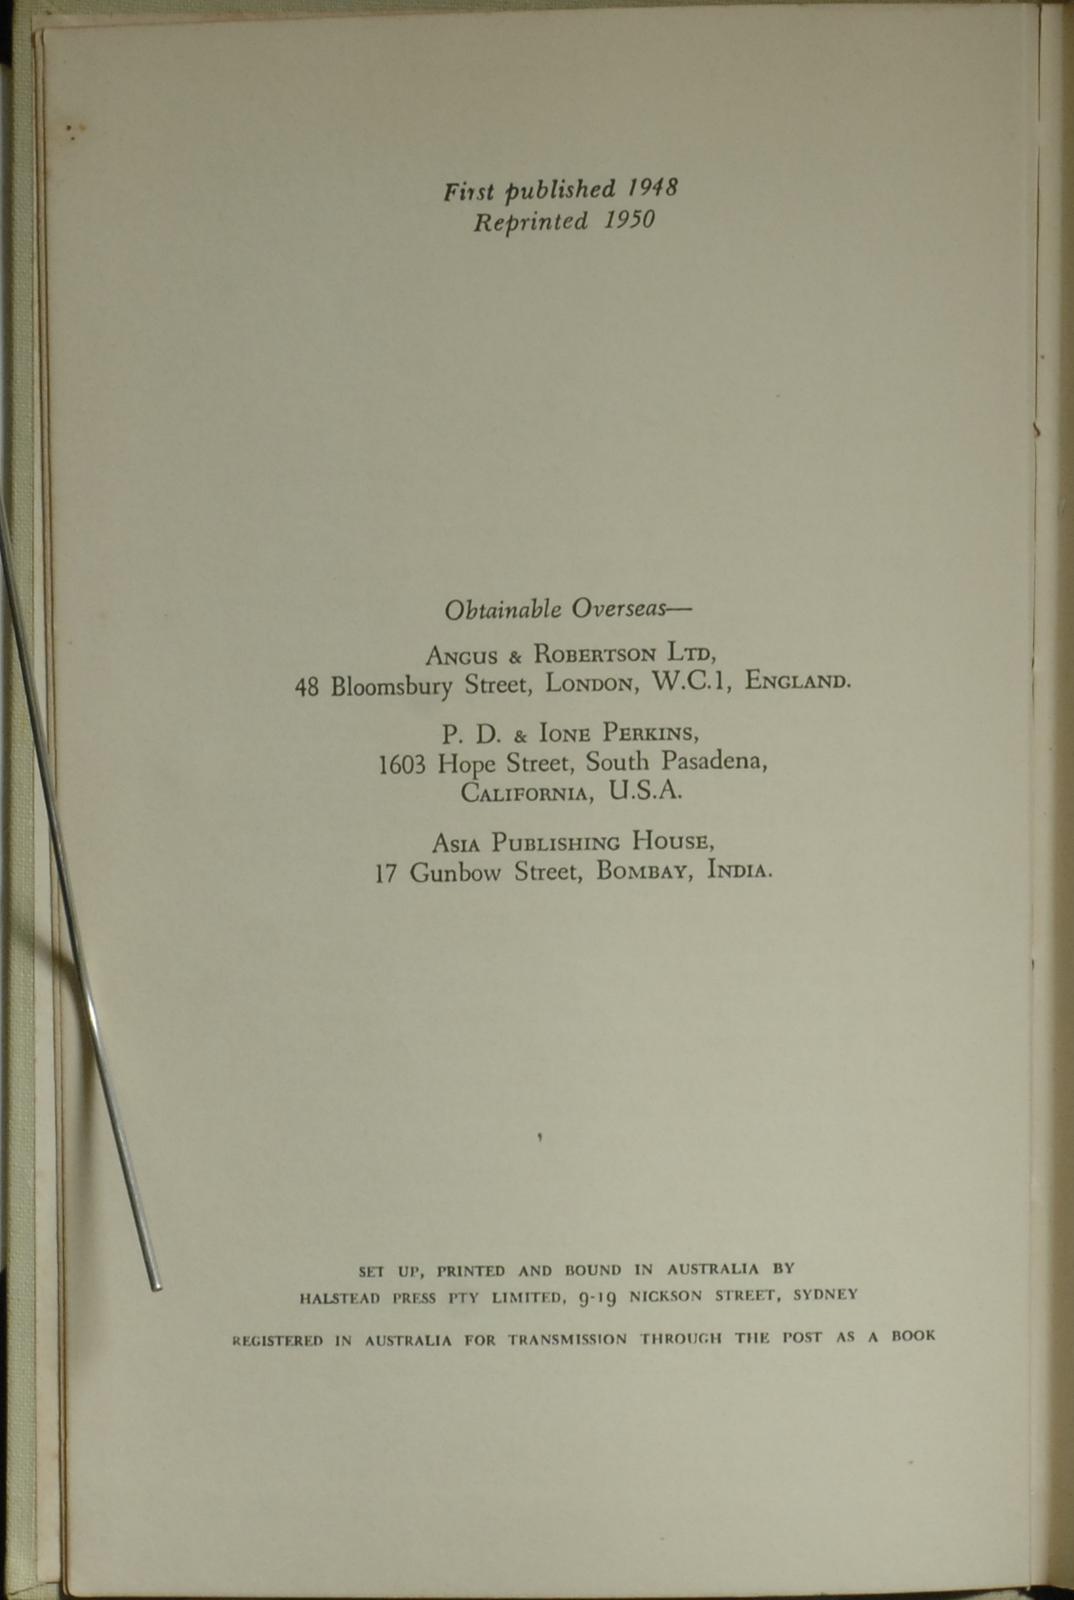 First published 1948
Reprinted 1950
Obtainable Overseas—
ANGUS & ROBERTSON LTD,
48 Bloomsbury Street, LONDON, W.C.1, ENGLAND.
P. D. & IONE PERKINS,
1603 Hope Street, South Pasadena,
CALIFORNIA, U.S.A.
ASIA PUBLISHING HOUSE,
17 Gunbow Street, BOMBAY, INDIA.
SET UP, PRINTED AND BOUND IN AUSTRALIA BY
HALSTEAD PRESS PTY LIMITED, 9-19 NICKSON STREET, SYDNEY
REGISTERED IN AUSTRALIA FOR TRANSMISSION THROUGH THE POST AS A BOOK